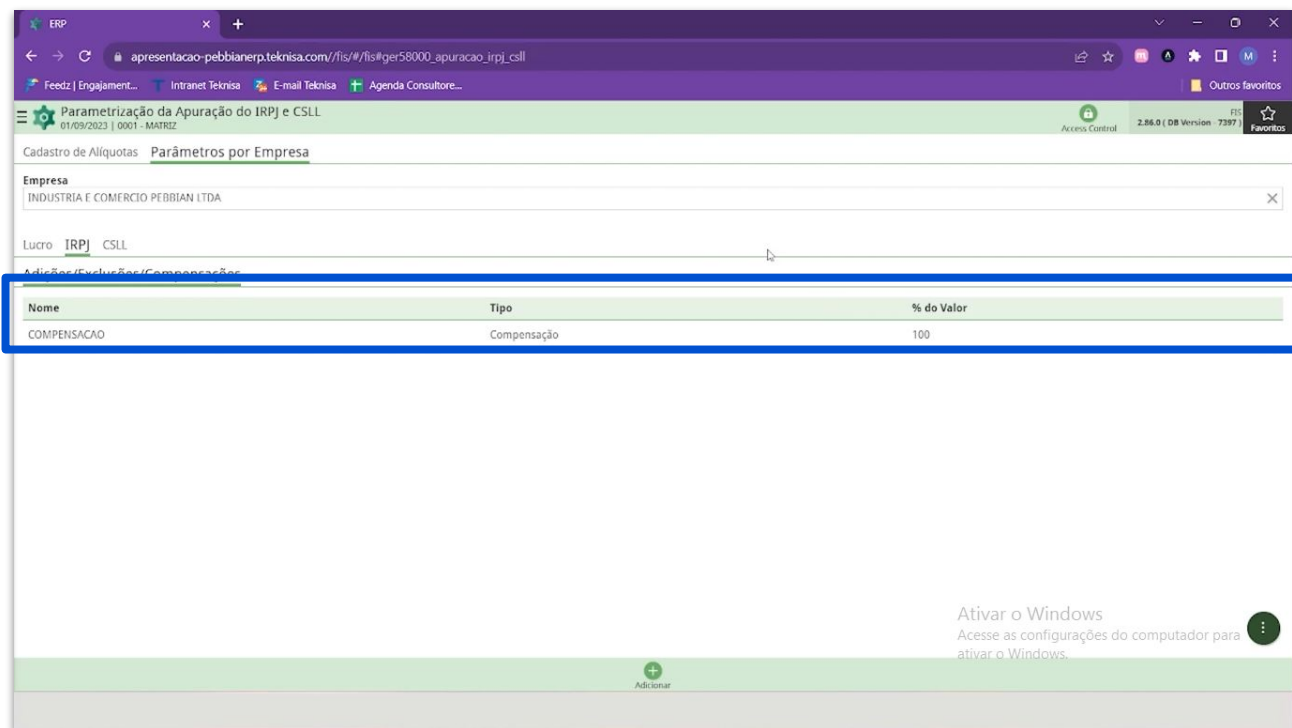 ERP
apresentacao-pebbianerp.teknisa.com//fis/#/fis#ger58000_apuracao_irpj_csll
Feedz | Engajament... Intranet Teknisa E-mail Teknisa Agenda Consultore... Outros favoritos
Parametrização da Apuração do IRPJ e CSLL
01/09/2023 | 0001 - MATRIZ
Access Control
FIS
2.86.0 ( DB Version - 7397 )
Favoritos
Cadastro de Alíquotas Parâmetros por Empresa
Empresa
INDUSTRIA E COMERCIO PEBBIAN LTDA
Lucro IRPJ CSLL
Adições/Exclusões/Compensações
Nome Tipo % do Valor
COMPENSACAO Compensação 100
Ativar o Windows
Acesse as configurações do computador para
ativar o Windows.
Adicionar